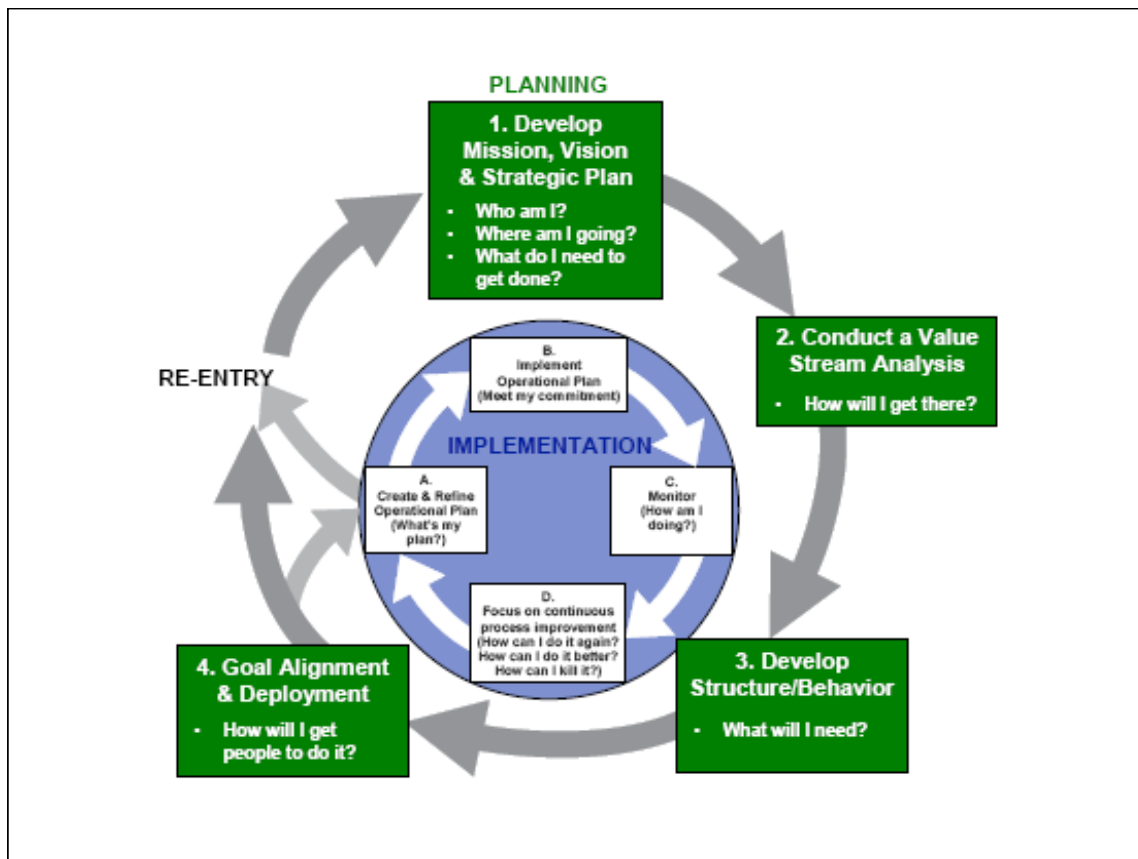 PLANNING
1. Develop
Mission, Vision
& Strategic Plan
• Who am I?
• Where am I going?
• What do I need to
get done?
2. Conduct a Value
Stream Analysis
• How will I get there?
3. Develop
Structure/Behavior
• What will I need?
4. Goal Alignment
& Deployment
• How will I get
people to do it?
RE-ENTRY
IMPLEMENTATION
A.
Create & Refine
Operational Plan
(What's my
plan?)
B.
Implement
Operational Plan
(Meet my commitment)
C.
Monitor
(How am I
doing?)
D.
Focus on continuous
process improvement
(How can I do it again?
How can I do it better?
How can I kill it?)